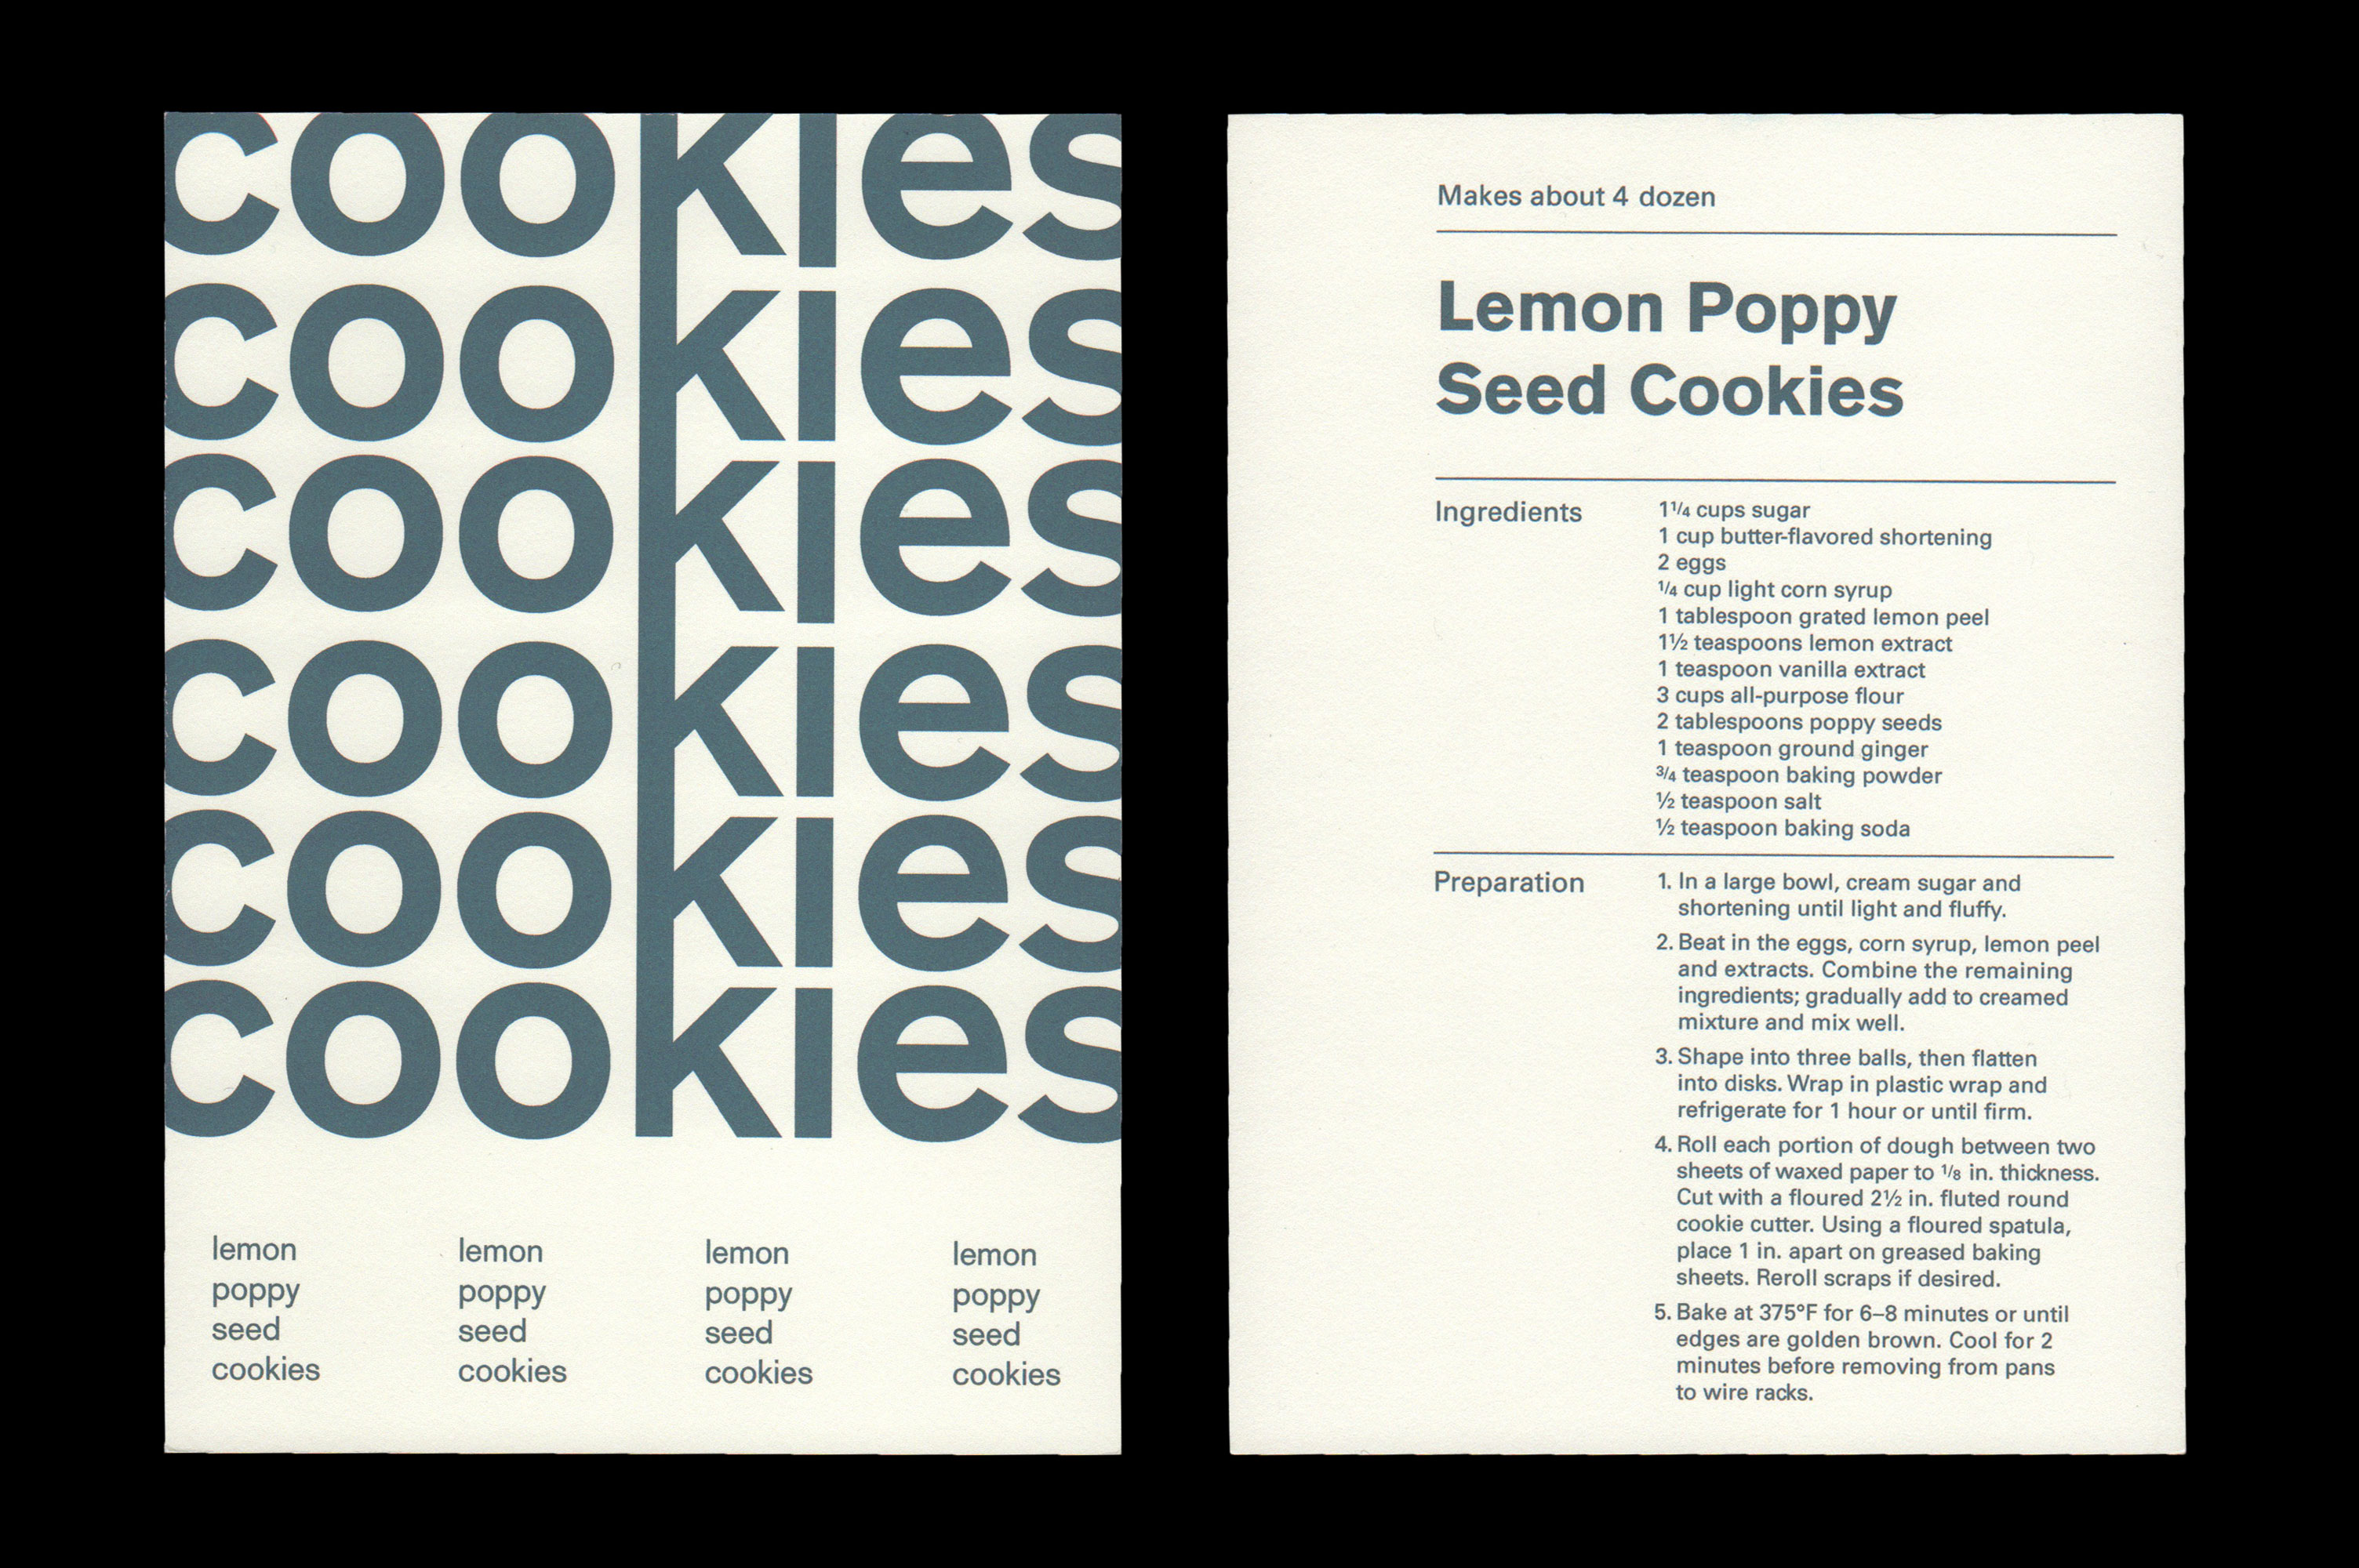 cookies
cookies
cookies
cookies
cookies
cookies
lemon
poppy
seed
cookies
lemon
poppy
seed
cookies
lemon
poppy
seed
cookies
lemon
poppy
seed
cookies
Makes about 4 dozen
Lemon Poppy
Seed Cookies
Ingredients
1¼ cups sugar
1 cup butter-flavored shortening
2 eggs
¼ cup light corn syrup
1 tablespoon grated lemon peel
1½ teaspoons lemon extract
1 teaspoon vanilla extract
3 cups all-purpose flour
2 tablespoons poppy seeds
1 teaspoon ground ginger
¾ teaspoon baking powder
½ teaspoon salt
½ teaspoon baking soda
Preparation
1. In a large bowl, cream sugar and
shortening until light and fluffy.
2. Beat in the eggs, corn syrup, lemon peel
and extracts. Combine the remaining
ingredients; gradually add to creamed
mixture and mix well.
3. Shape into three balls, then flatten
into disks. Wrap in plastic wrap and
refrigerate for 1 hour or until firm.
4. Roll each portion of dough between two
sheets of waxed paper to ⅛ in. thickness.
Cut with a floured 2½ in. fluted round
cookie cutter. Using a floured spatula,
place 1 in. apart on greased baking
sheets. Reroll scraps if desired.
5. Bake at 375°F for 6–8 minutes or until
edges are golden brown. Cool for 2
minutes before removing from pans
to wire racks.